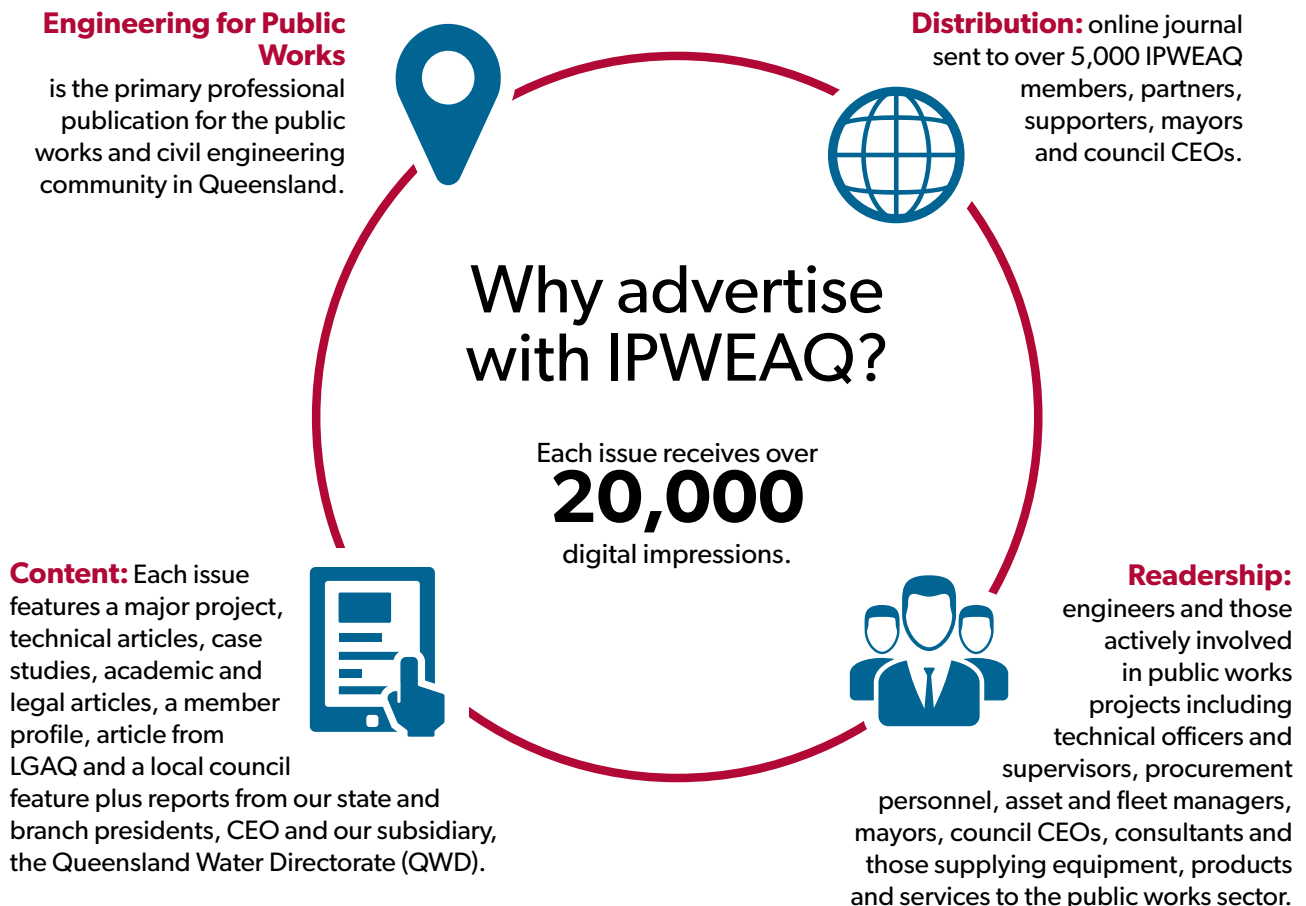 Engineering for Public
Works
is the primary professional
publication for the public
works and civil engineering
community in Queensland.
Distribution: online journal
sent to over 5,000 IPWEAQ
members, partners,
supporters, mayors
and council CEOs.
Why advertise
with IPWEAQ?
Each issue receives over
20,000
digital impressions.
Content: Each issue
features a major project,
technical articles, case
studies, academic and
legal articles, a member
profile, article from
LGAQ and a local council
feature plus reports from our state and
branch presidents, CEO and our subsidiary,
the Queensland Water Directorate (QWD).
Readership:
engineers and those
actively involved
in public works
projects including
technical officers and
supervisors, procurement
personnel, asset and fleet managers,
mayors, council CEOs, consultants and
those supplying equipment, products
and services to the public works sector.